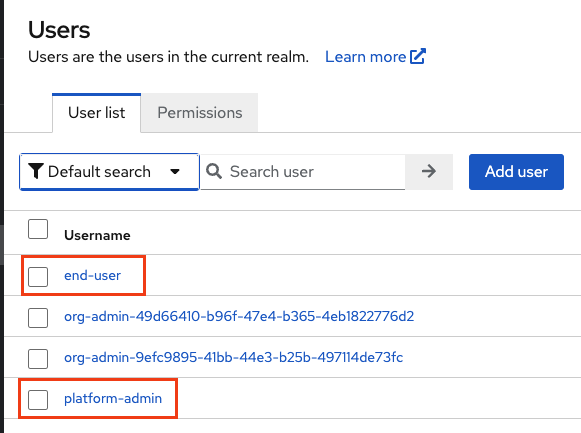 Users
Users are the users in the current realm. Learn more
User list Permissions
Default search Search user Add user
Username
end-user
org-admin-49d66410-b96f-47e4-b365-4eb1822776d2
org-admin-9efc9895-41bb-44e3-b25b-497114de73fc
platform-admin